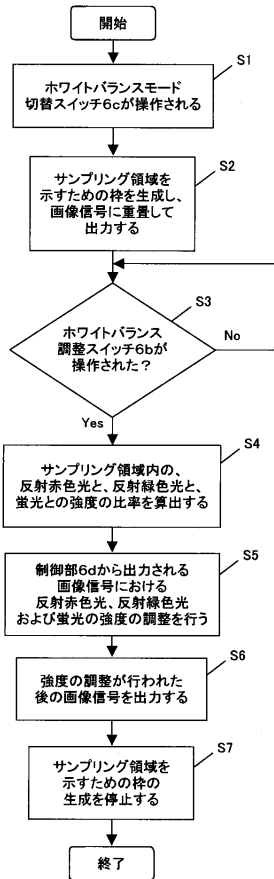 開始
S1
ホワイトバランスモード
切替スイッチ6cが操作される
S2
サンプリング領域を
示すための枠を生成し、
画像信号に重畳して
出力する
S3
ホワイトバランス
調整スイッチ6bが
操作された？
No
Yes
S4
サンプリング領域内の、
反射赤色光と、反射緑色光と、
蛍光との強度の比率を算出する
S5
制御部6dから出力される
画像信号における
反射赤色光、反射緑色光
および蛍光の強度の調整を行う
S6
強度の調整が行われた
後の画像信号を出力する
S7
サンプリング領域を
示すための枠の
生成を停止する
終了